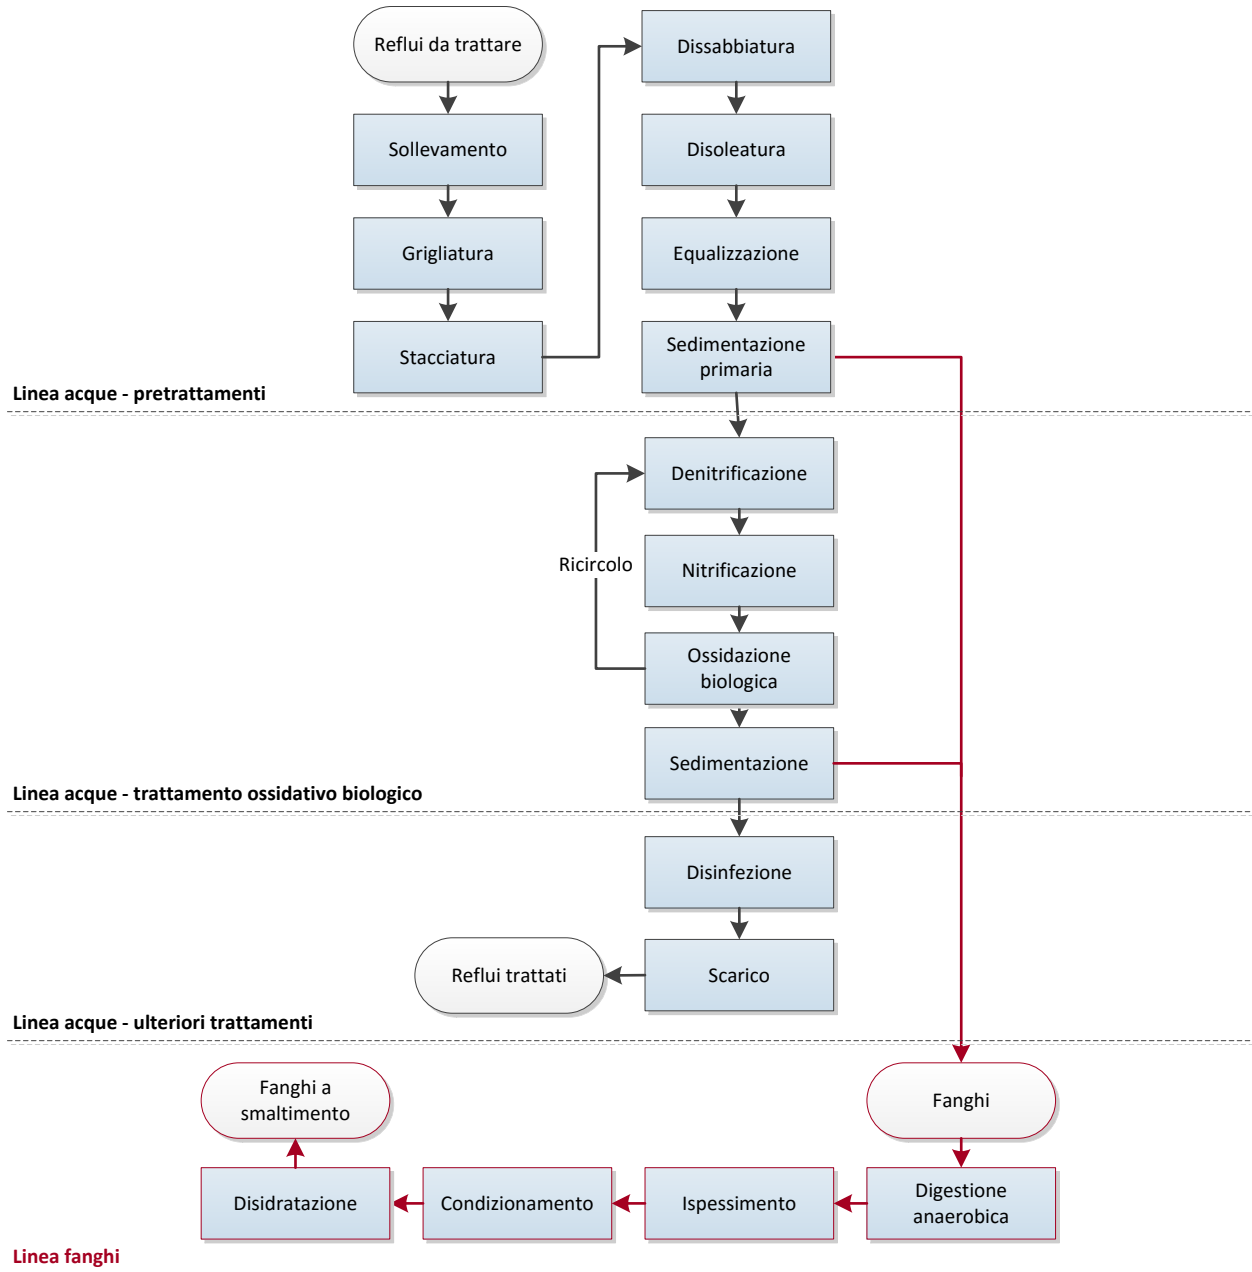 Reflui da trattare
Sollevamento
Grigliatura
Stacciatura
Dissabbiatura
Disoleatura
Equalizzazione
Sedimentazione
primaria
Linea acque - pretrattamenti
Denitrificazione
Nitrificazione
Ricircolo
Ossidazione
biologica
Sedimentazione
Linea acque - trattamento ossidativo biologico
Disinfezione
Scarico
Reflui trattati
Linea acque - ulteriori trattamenti
Fanghi
Digestione
anaerobica
Ispessimento
Condizionamento
Disidratazione
Fanghi a
smaltimento
Linea fanghi